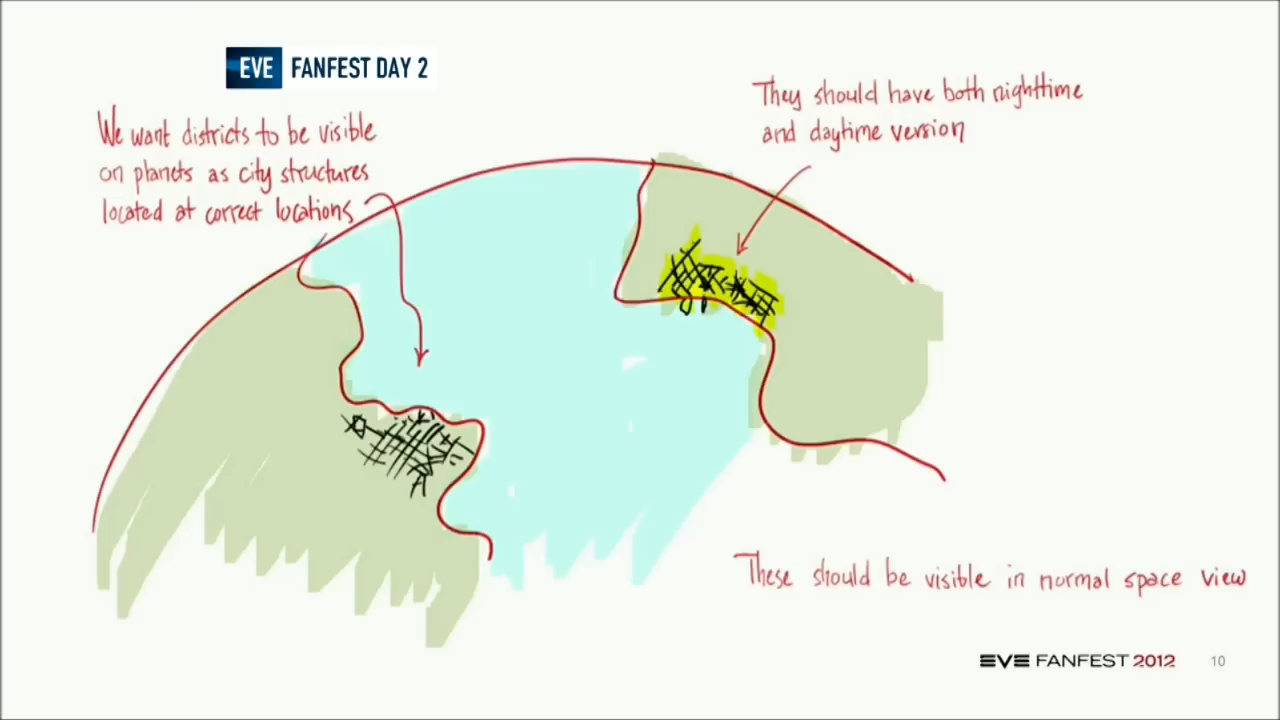 EVE FANFEST DAY 2
We want districts to be visible
on planets as city structures
located at correct locations
They should have both nighttime
and daytime version
These should be visible in normal space view
EVE FANFEST 2012 10